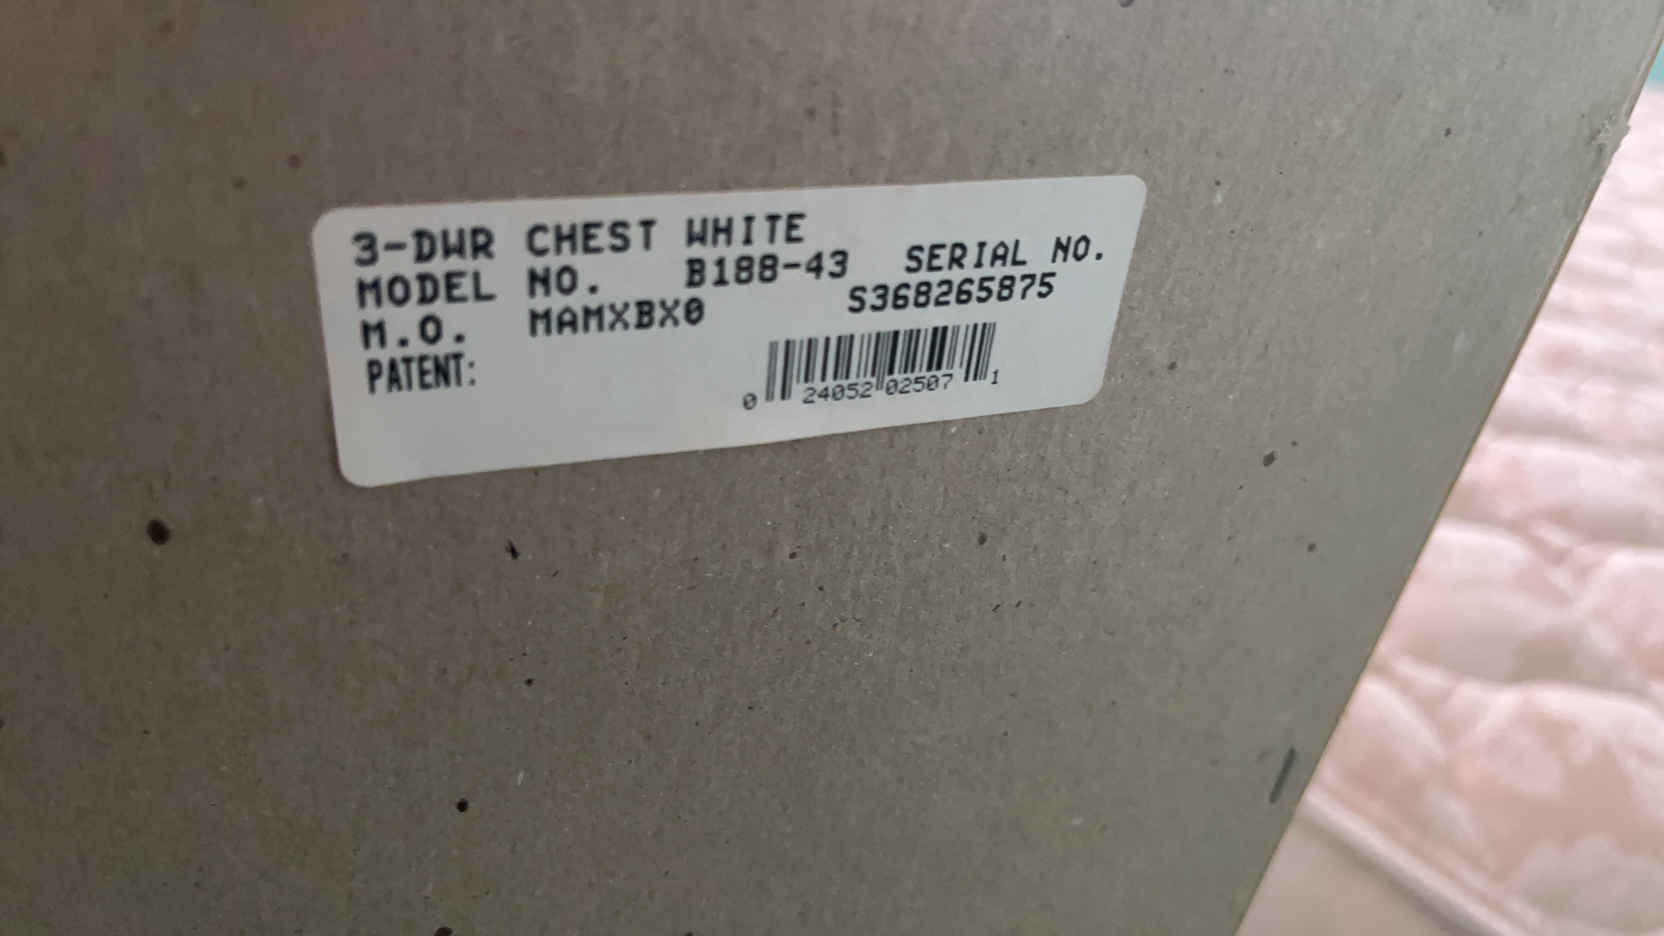 3-DWR CHEST WHITE
MODEL NO. B188-43 SERIAL NO.
M.O. MAMXBX0 S368265875
PATENT:
0 24052 02507 1